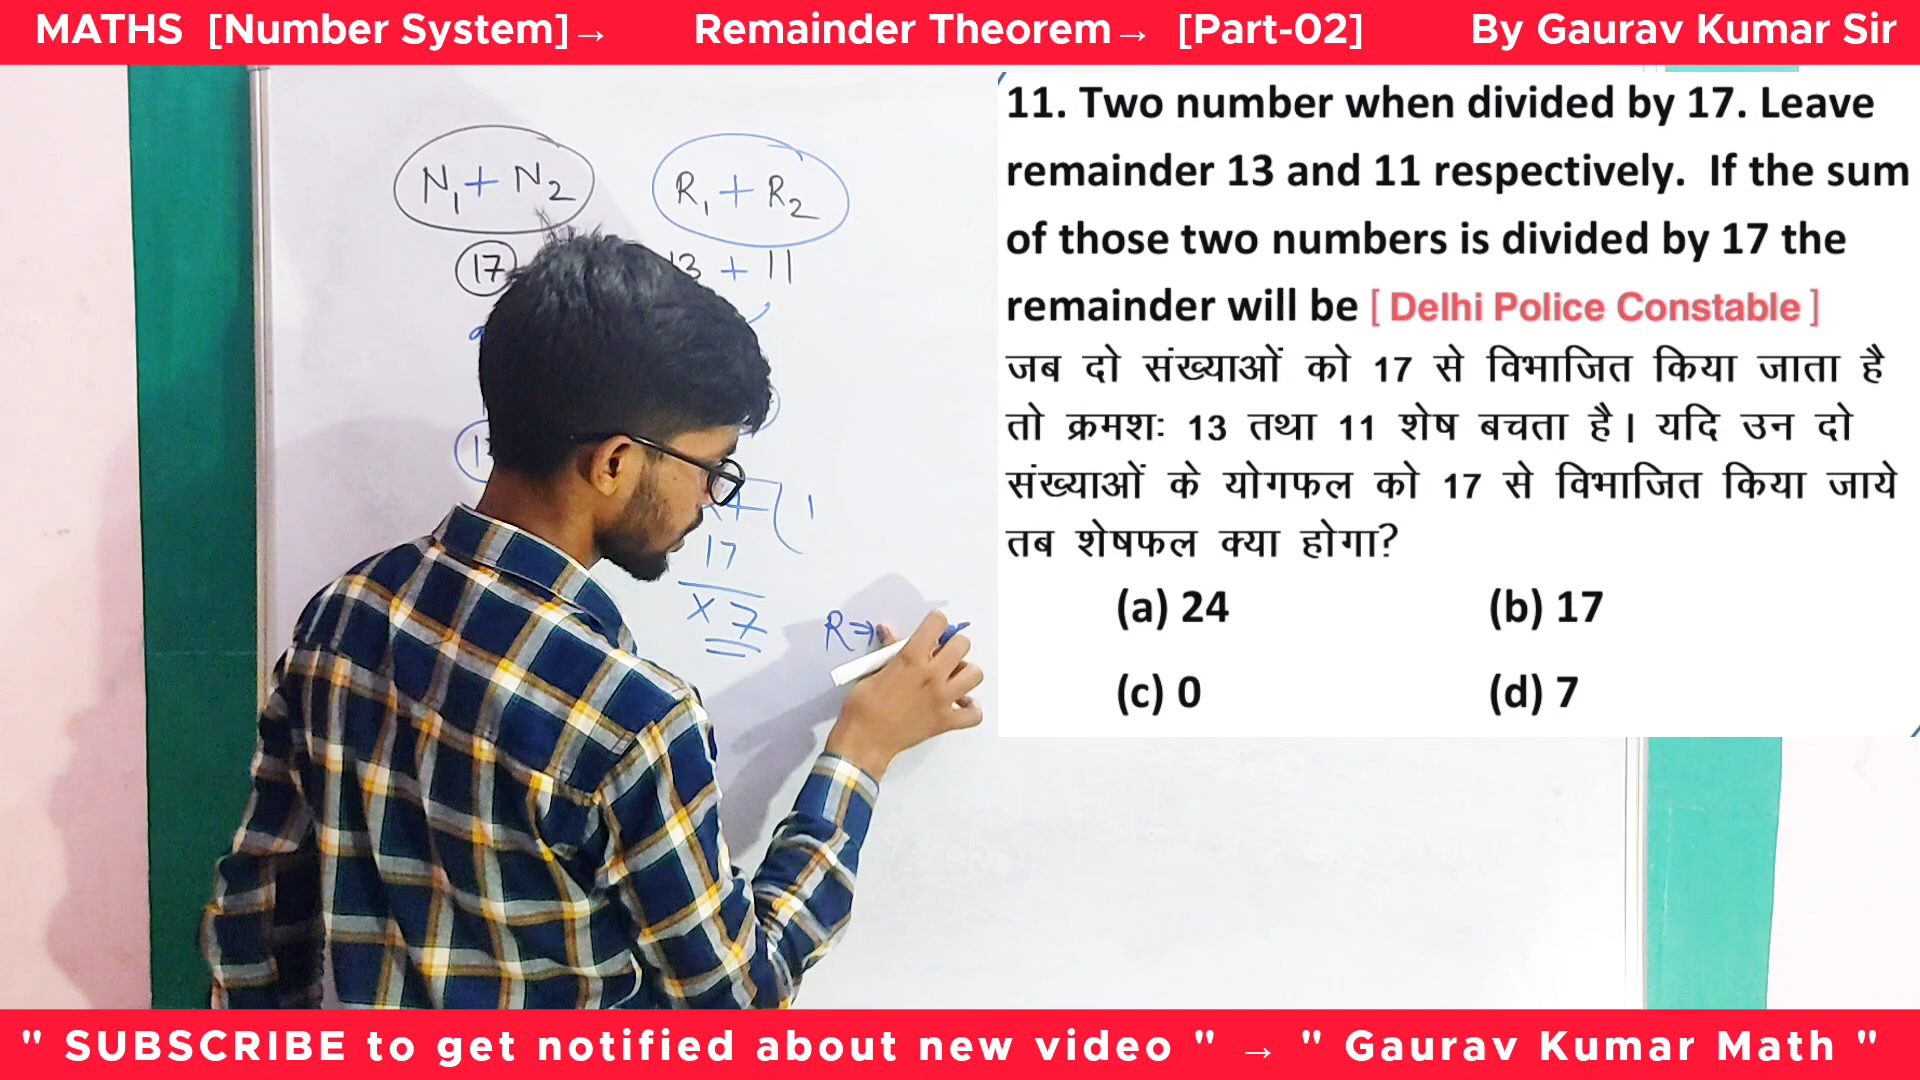 MATHS [Number System]→ Remainder Theorem→ [Part-02] By Gaurav Kumar Sir
N₁ + N₂ R₁ + R₂
17 13 + 11
1
17
× 7
R⇒
11. Two number when divided by 17. Leave
remainder 13 and 11 respectively. If the sum
of those two numbers is divided by 17 the
remainder will be [ Delhi Police Constable ]
जब दो संख्याओं को 17 से विभाजित किया जाता है
तो क्रमशः 13 तथा 11 शेष बचता है। यदि उन दो
संख्याओं के योगफल को 17 से विभाजित किया जाये
तब शेषफल क्या होगा?
(a) 24 (b) 17
(c) 0 (d) 7
" SUBSCRIBE to get notified about new video " → " Gaurav Kumar Math "